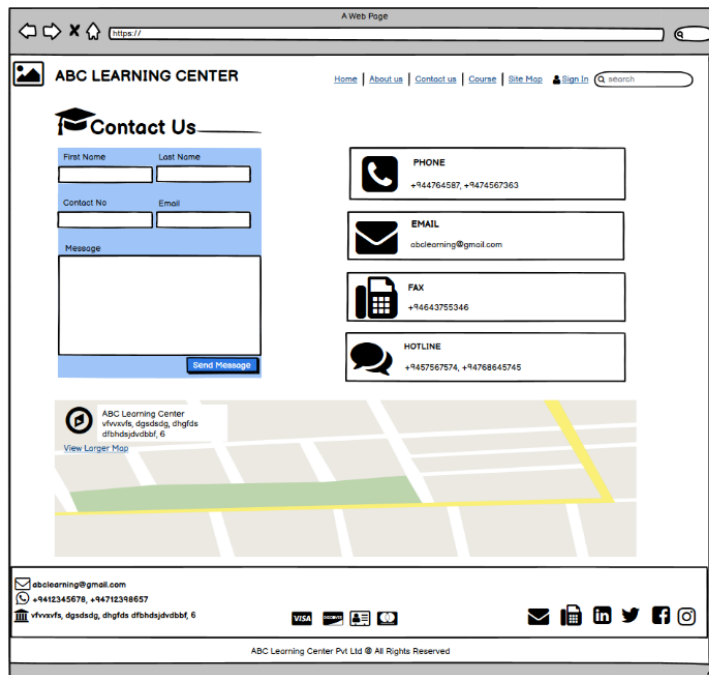 A Web Page
https://
ABC LEARNING CENTER
Home | About us | Contact us | Course | Site Map Sign In search
Contact Us
First Name Last Name
Contact No Email
Message
Send Message
PHONE
+944764587, +9474567363
EMAIL
abclearning@gmail.com
FAX
+94643755346
HOTLINE
+9457567574, +94768645745
ABC Learning Center
vfvvxvfs, dgsdsdg, dhgfds
dfbhdsjdvdbbf, 6
View Larger Map
abclearning@gmail.com
+9412345678, +94712398657
vfvvxvfs, dgsdsdg, dhgfds dfbhdsjdvdbbf, 6
VISA DISCOVER
ABC Learning Center Pvt Ltd @ All Rights Reserved